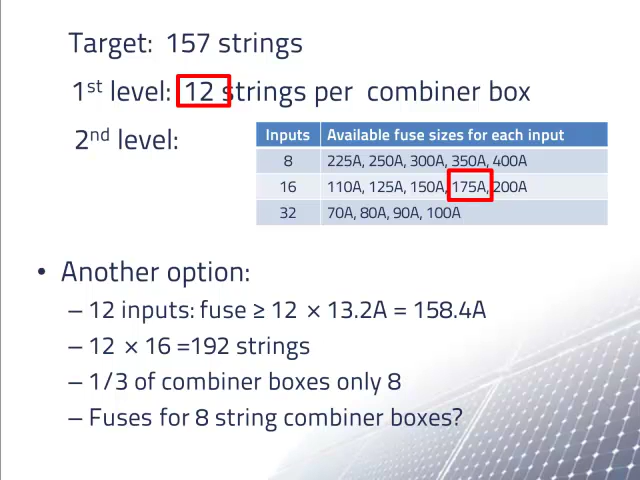 Target: 157 strings
1st level: 12 strings per combiner box
2nd level:
Inputs Available fuse sizes for each input
8 225A, 250A, 300A, 350A, 400A
16 110A, 125A, 150A, 175A, 200A
32 70A, 80A, 90A, 100A
• Another option:
– 12 inputs: fuse ≥ 12 × 13.2A = 158.4A
– 12 × 16 =192 strings
– 1/3 of combiner boxes only 8
– Fuses for 8 string combiner boxes?